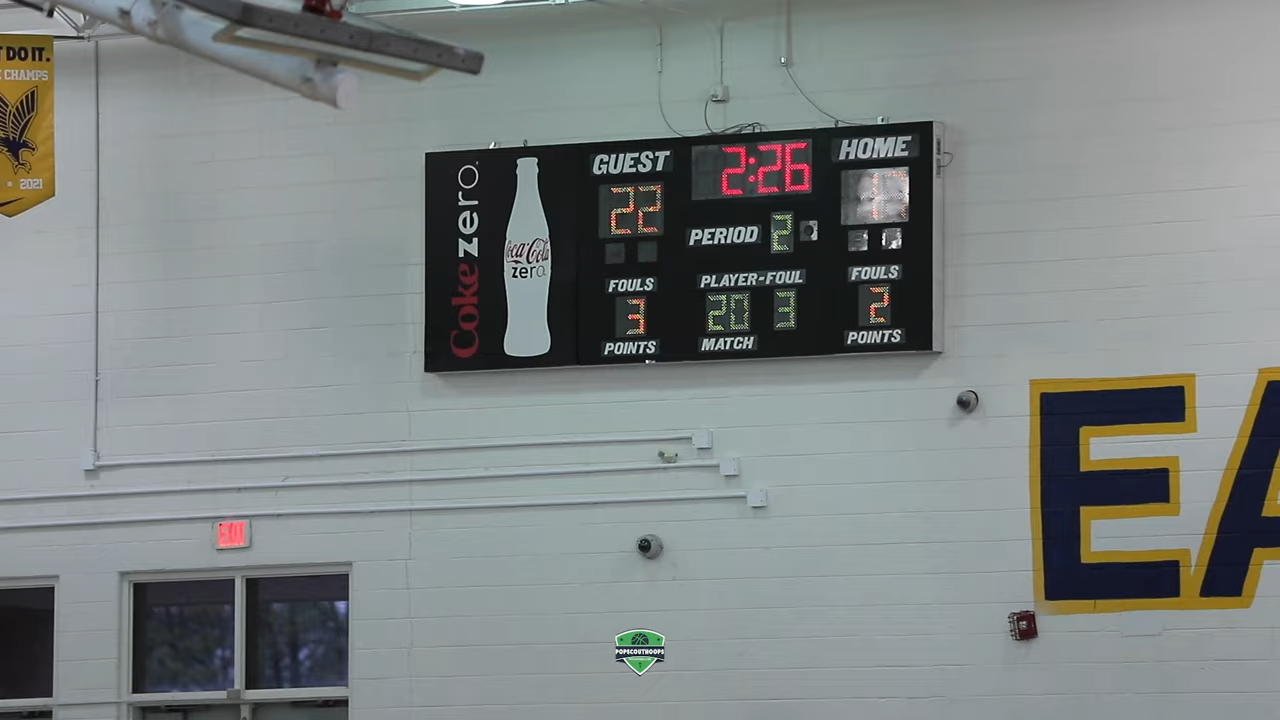 T DO IT.
E CHAMPS
• 2021
Coke zero
Coca-Cola
zero
GUEST
2:26
HOME
22
PERIOD 2
FOULS
PLAYER-FOUL
FOULS
3
20 3
2
POINTS
MATCH
POINTS
EXIT
EA
POPSCOUTHOOPS